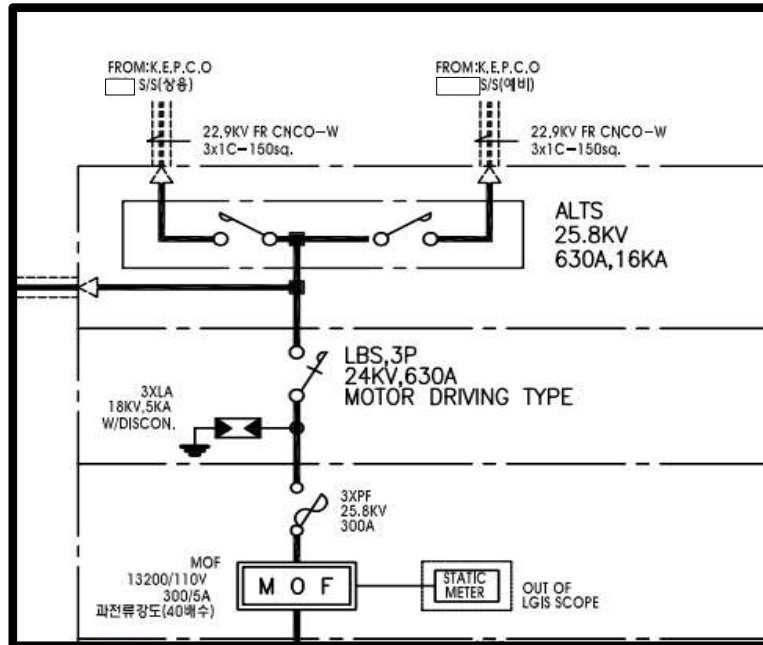 FROM:K.E.P.C.O
S/S(상용)
FROM:K.E.P.C.O
S/S(예비)
22.9KV FR CNCO-W
3x1C-150sq.
22.9KV FR CNCO-W
3x1C-150sq.
ALTS
25.8KV
630A,16KA
LBS,3P
24KV,630A
MOTOR DRIVING TYPE
3XLA
18KV,5KA
W/DISCON.
3XPF
25.8KV
300A
MOF
13200/110V
300/5A
과전류강도(40배수)
M O F
STATIC
METER
OUT OF
LGIS SCOPE